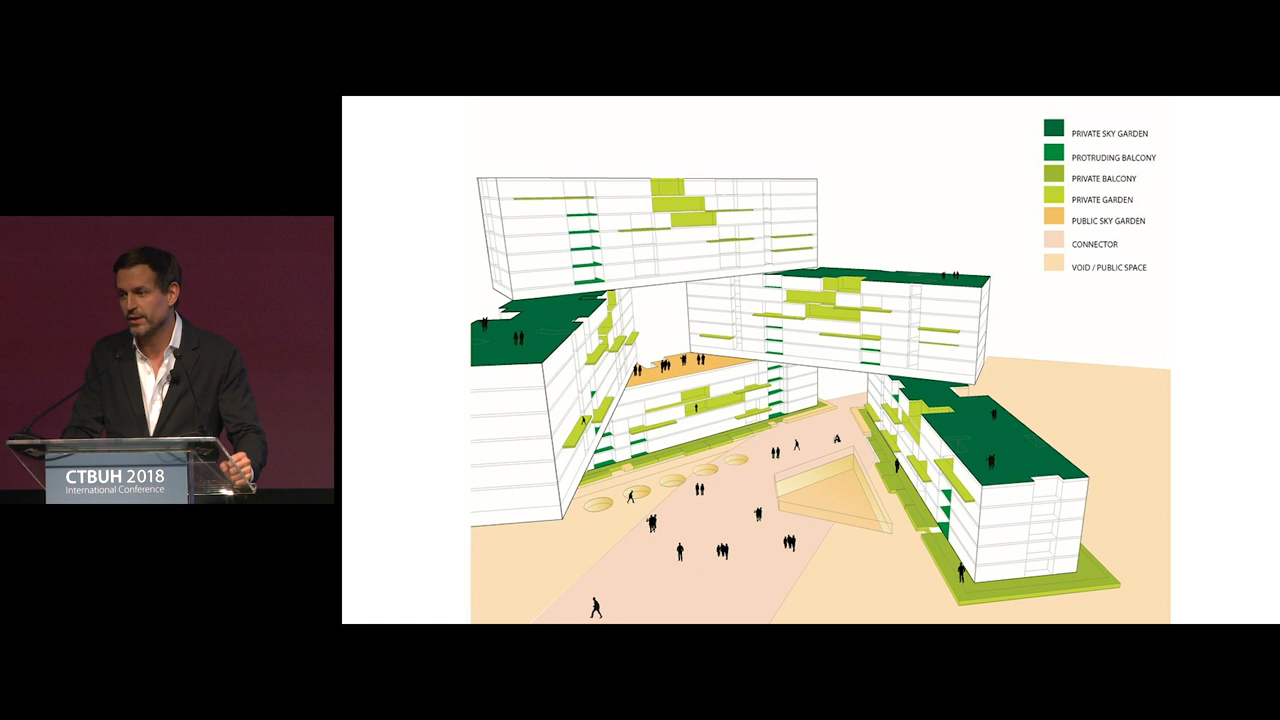 CTBUH 2018
International Conference
PRIVATE SKY GARDEN
PROTRUDING BALCONY
PRIVATE BALCONY
PRIVATE GARDEN
PUBLIC SKY GARDEN
CONNECTOR
VOID / PUBLIC SPACE